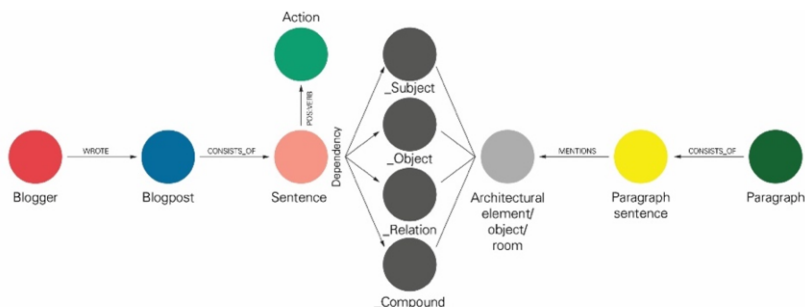 Action
_Subject
POS:VERB
_Object
Blogger
WROTE
Blogpost
CONSISTS_OF
Sentence
Dependency
_Relation
_Compound
Architectural
element/
object/
room
MENTIONS
Paragraph
sentence
CONSISTS_OF
Paragraph